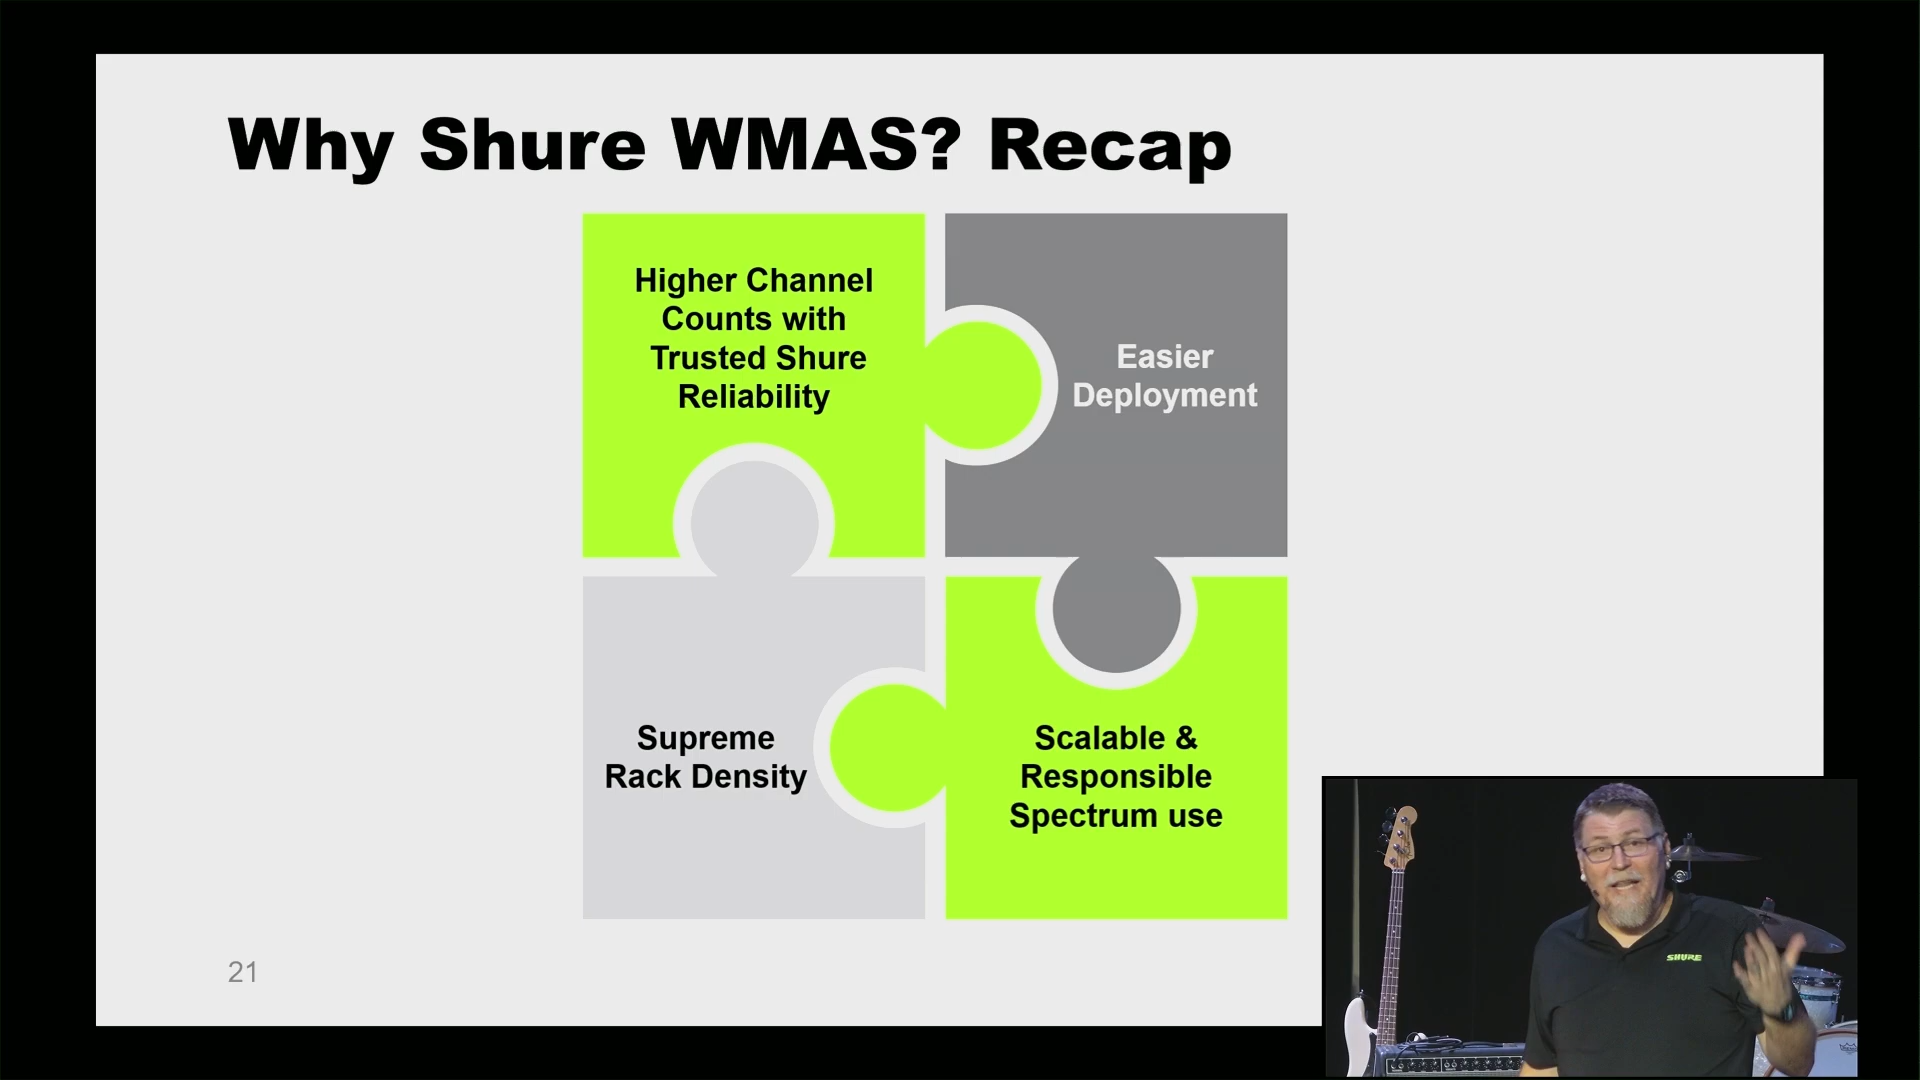 Why Shure WMAS? Recap
Higher Channel
Counts with
Trusted Shure
Reliability
Easier
Deployment
Supreme
Rack Density
Scalable &
Responsible
Spectrum use
21
SHURE